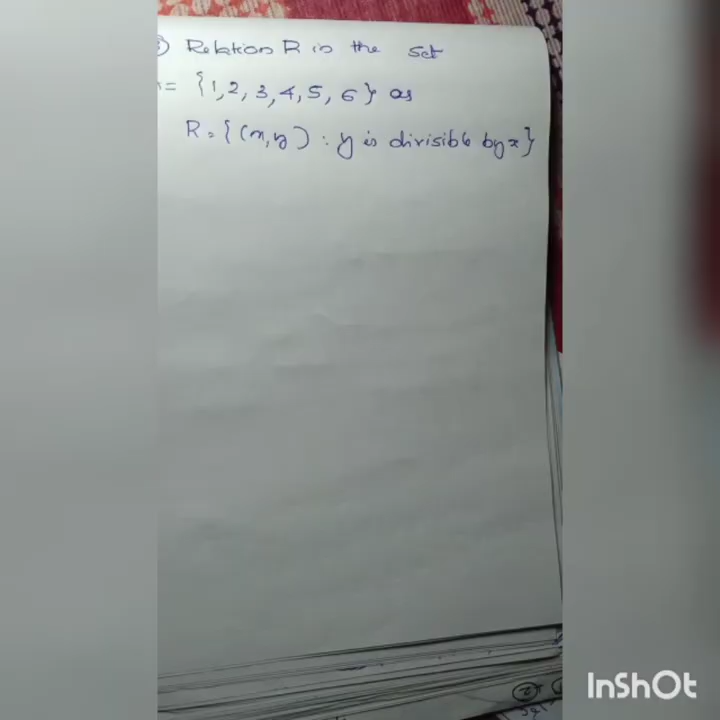 Relation R in the set
= {1,2,3,4,5,6} as
R = {(x,y) : y is divisible by x}
InShOt